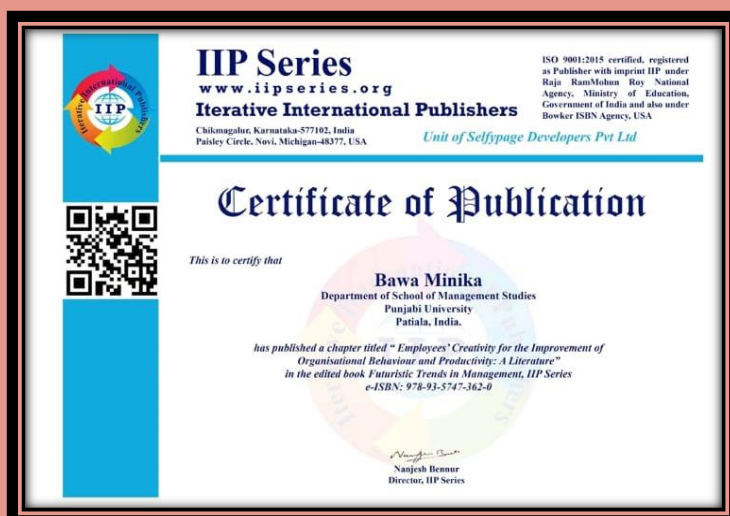 IIP Series
www.iipseries.org
Iterative International Publishers
Chikmagalur, Karnataka-577102, India
Paisley Circle, Novi, Michigan-48377, USA
Unit of Selfypage Developers Pvt Ltd
ISO 9001:2015 certified, registered
as Publisher with imprint IIP under
Raja RamMohun Roy National
Agency, Ministry of Education,
Government of India and also under
Bowker ISBN Agency, USA
Iterative International Publishers
IIP
Certificate of Publication
This is to certify that
Bawa Minika
Department of School of Management Studies
Punjabi University
Patiala, India.
has published a chapter titled “ Employees’ Creativity for the Improvement of
Organisational Behaviour and Productivity: A Literature”
in the edited book Futuristic Trends in Management, IIP Series
e-ISBN: 978-93-5747-362-0
Nanjesh Bennur
Director, IIP Series